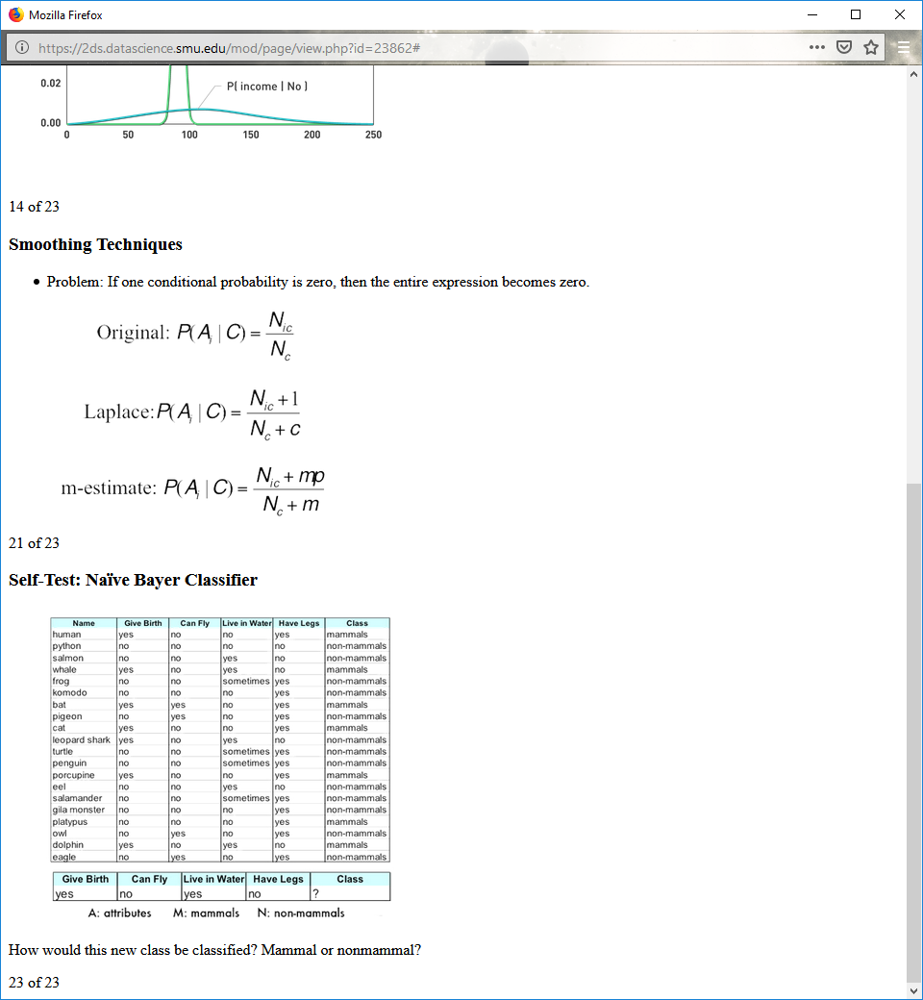 Mozilla Firefox
https://2ds.datascience.smu.edu/mod/page/view.php?id=23862#
0.02
P( income | No )
0.00
0 50 100 150 200 250
14 of 23
Smoothing Techniques
• Problem: If one conditional probability is zero, then the entire expression becomes zero.
Original: P(A_i | C) = N_ic / N_c
Laplace: P(A_i | C) = N_ic + 1 / N_c + c
m-estimate: P(A_i | C) = N_ic + mp / N_c + m
21 of 23
Self-Test: Naïve Bayer Classifier
Name Give Birth Can Fly Live in Water Have Legs Class
human yes no no yes mammals
python no no no no non-mammals
salmon no no yes no non-mammals
whale yes no yes no mammals
frog no no sometimes yes non-mammals
komodo no no no yes non-mammals
bat yes yes no yes mammals
pigeon no yes no yes non-mammals
cat yes no no yes mammals
leopard shark yes no yes no non-mammals
turtle no no sometimes yes non-mammals
penguin no no sometimes yes non-mammals
porcupine yes no no yes mammals
eel no no yes no non-mammals
salamander no no sometimes yes non-mammals
gila monster no no no yes non-mammals
platypus no no no yes mammals
owl no yes no yes non-mammals
dolphin yes no yes no mammals
eagle no yes no yes non-mammals
Give Birth Can Fly Live in Water Have Legs Class
yes no yes no ?
A: attributes M: mammals N: non-mammals
How would this new class be classified? Mammal or nonmammal?
23 of 23